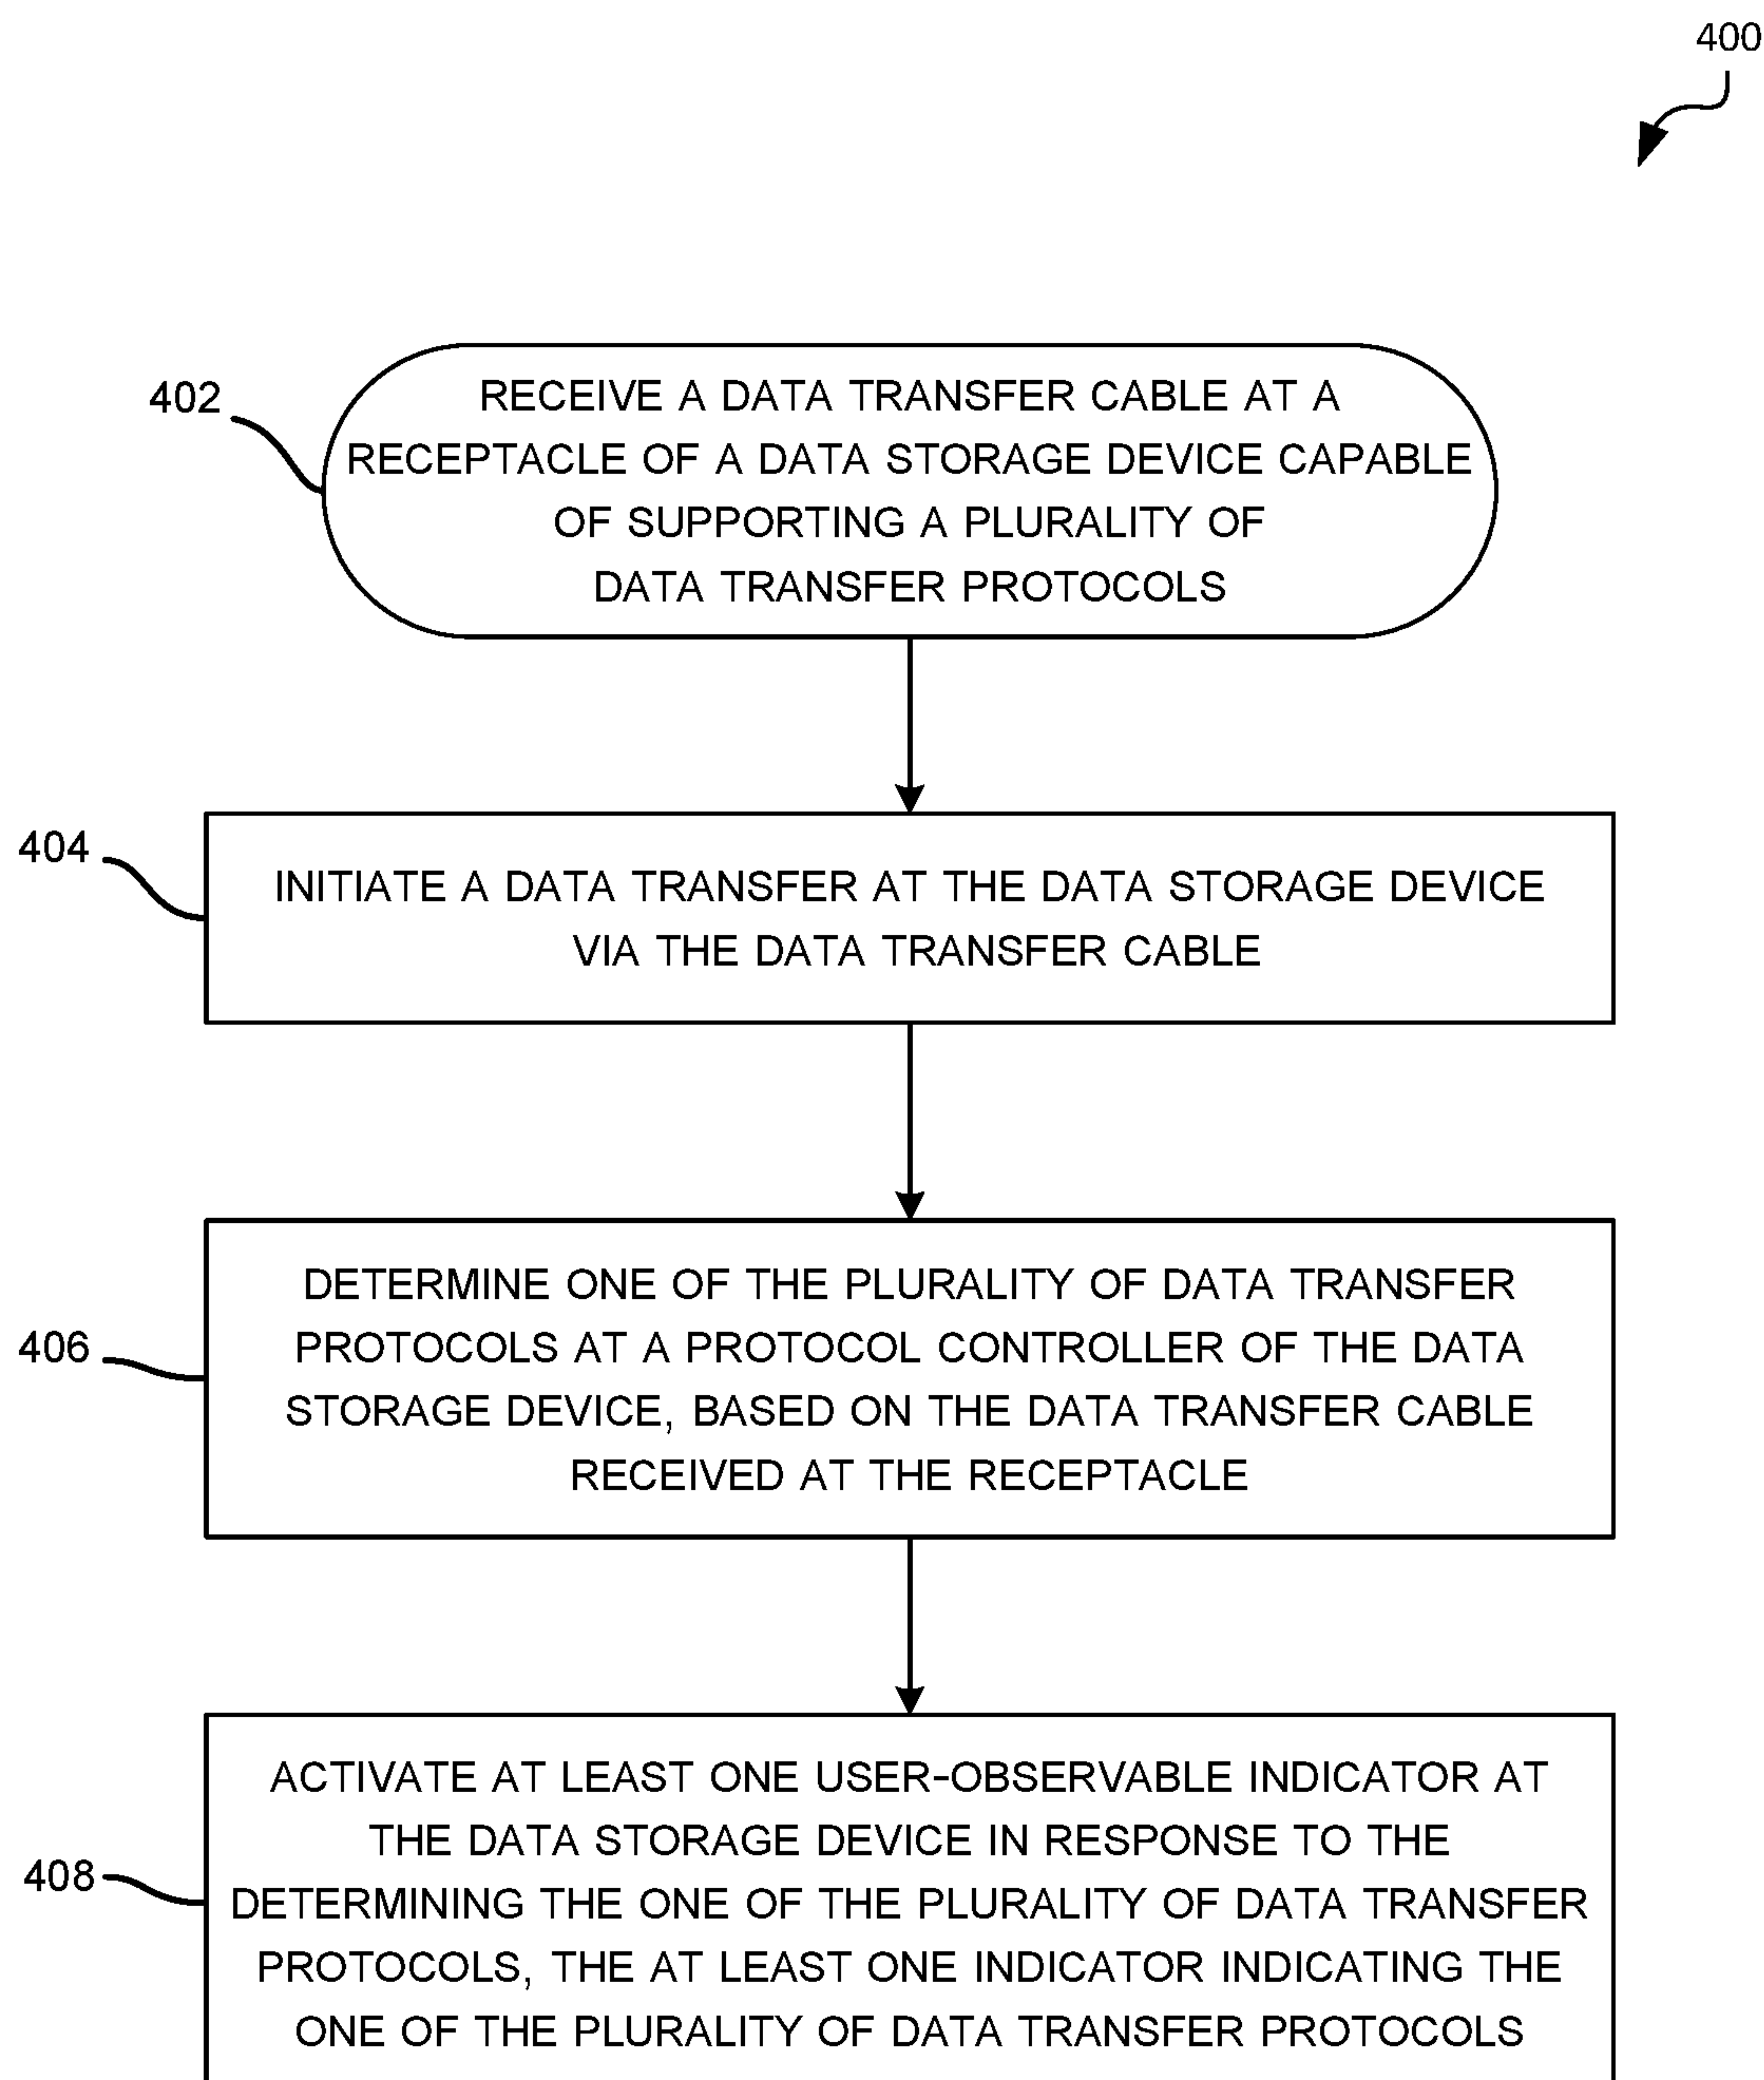 400
402
RECEIVE A DATA TRANSFER CABLE AT A
RECEPTACLE OF A DATA STORAGE DEVICE CAPABLE
OF SUPPORTING A PLURALITY OF
DATA TRANSFER PROTOCOLS
404
INITIATE A DATA TRANSFER AT THE DATA STORAGE DEVICE
VIA THE DATA TRANSFER CABLE
406
DETERMINE ONE OF THE PLURALITY OF DATA TRANSFER
PROTOCOLS AT A PROTOCOL CONTROLLER OF THE DATA
STORAGE DEVICE, BASED ON THE DATA TRANSFER CABLE
RECEIVED AT THE RECEPTACLE
408
ACTIVATE AT LEAST ONE USER-OBSERVABLE INDICATOR AT
THE DATA STORAGE DEVICE IN RESPONSE TO THE
DETERMINING THE ONE OF THE PLURALITY OF DATA TRANSFER
PROTOCOLS, THE AT LEAST ONE INDICATOR INDICATING THE
ONE OF THE PLURALITY OF DATA TRANSFER PROTOCOLS